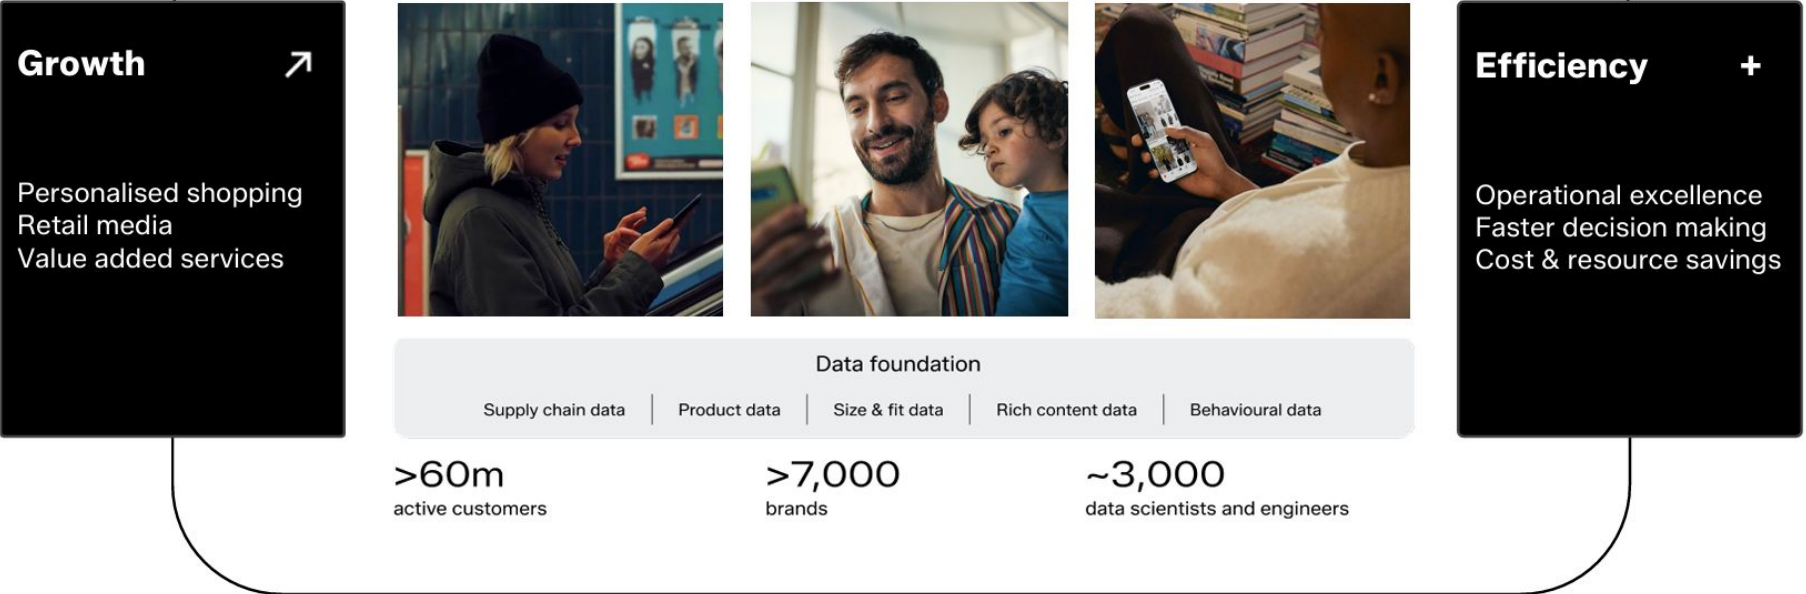 Growth
Personalised shopping
Retail media
Value added services
Data foundation
Supply chain data
Product data
Size & fit data
Rich content data
Behavioural data
>60m
active customers
>7,000
brands
~3,000
data scientists and engineers
Efficiency
+
Operational excellence
Faster decision making
Cost & resource savings